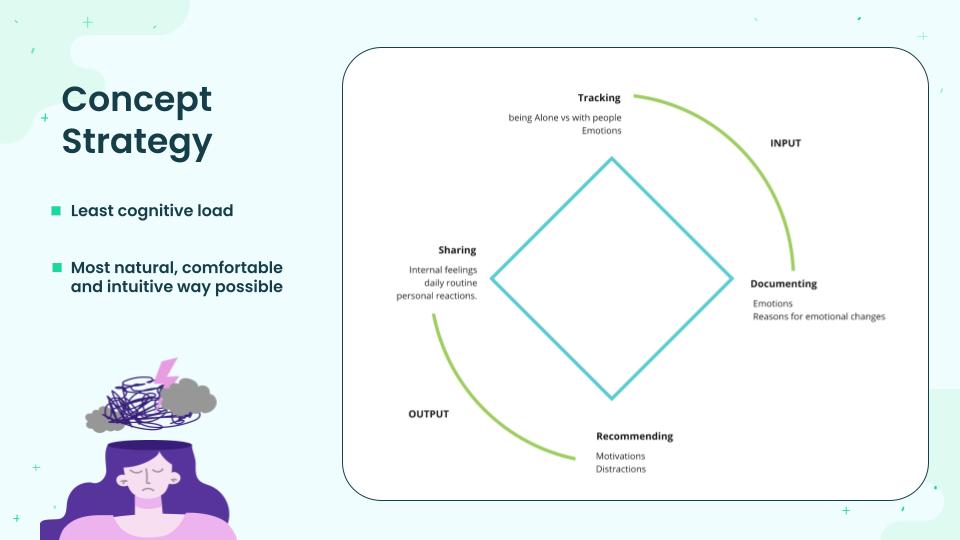 Concept
Strategy
Least cognitive load
Most natural, comfortable
and intuitive way possible
Tracking
being Alone vs with people
Emotions
INPUT
Sharing
Internal feelings
daily routine
personal reactions.
Documenting
Emotions
Reasons for emotional changes
OUTPUT
Recommending
Motivations
Distractions